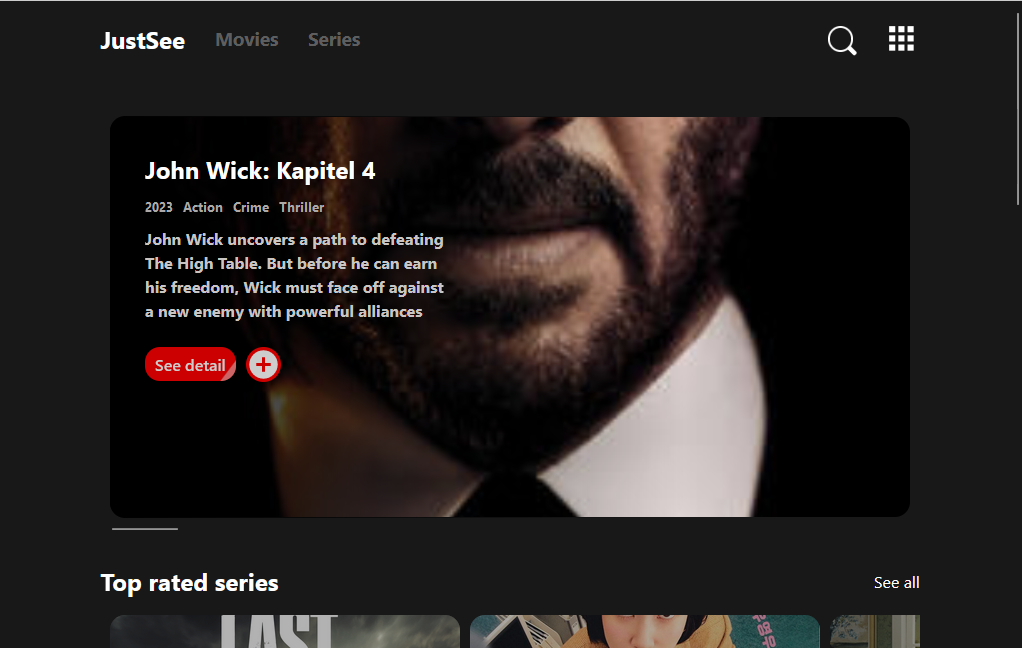 JustSee Movies Series
John Wick: Kapitel 4
2023 Action Crime Thriller
John Wick uncovers a path to defeating
The High Table. But before he can earn
his freedom, Wick must face off against
a new enemy with powerful alliances
See detail
Top rated series See all
LAST